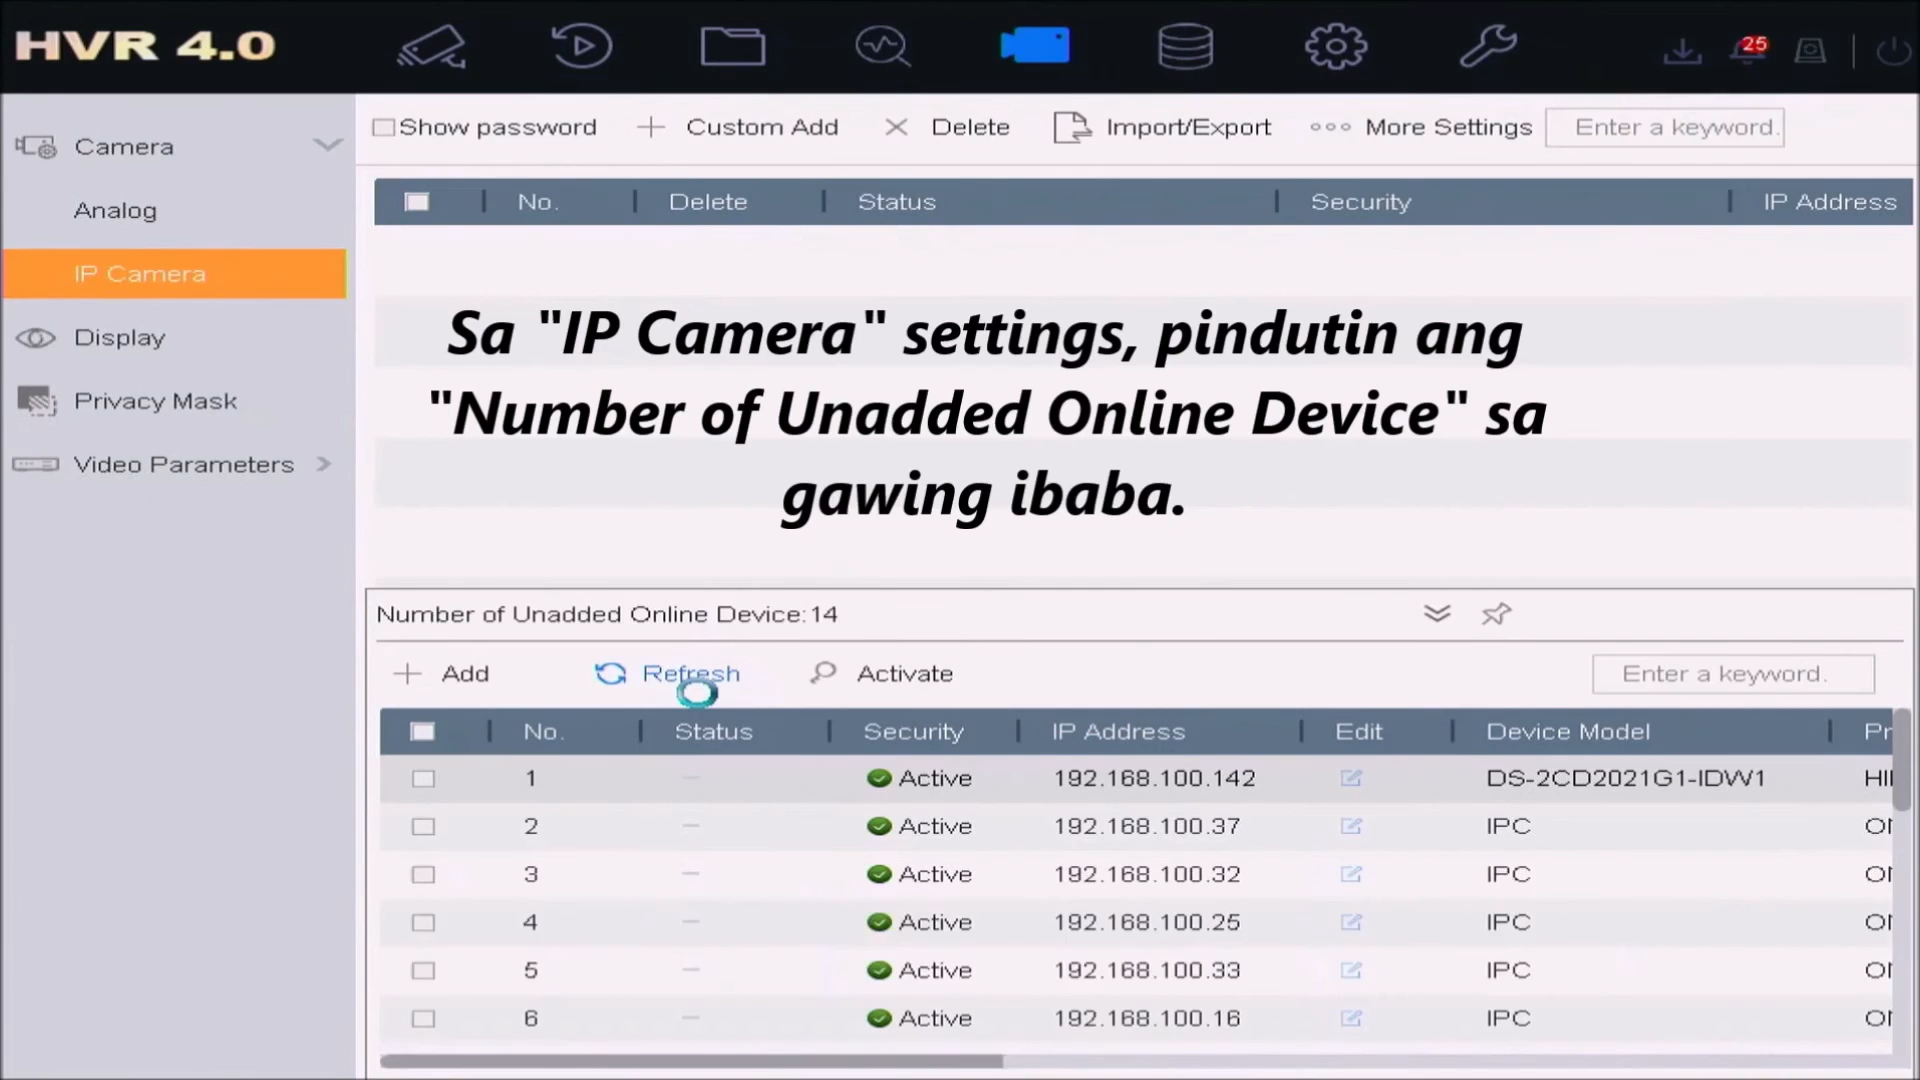 HVR 4.0
25
Camera
Analog
IP Camera
Display
Privacy Mask
Video Parameters
Show password
Custom Add
Delete
Import/Export
More Settings
Enter a keyword.
No. Delete Status Security IP Address
Sa "IP Camera" settings, pindutin ang
"Number of Unadded Online Device" sa
gawing ibaba.
Number of Unadded Online Device:14
Add
Refresh
Activate
Enter a keyword.
No. Status Security IP Address Edit Device Model
1 — Active 192.168.100.142 DS-2CD2021G1-IDW1
2 — Active 192.168.100.37 IPC
3 — Active 192.168.100.32 IPC
4 — Active 192.168.100.25 IPC
5 — Active 192.168.100.33 IPC
6 — Active 192.168.100.16 IPC